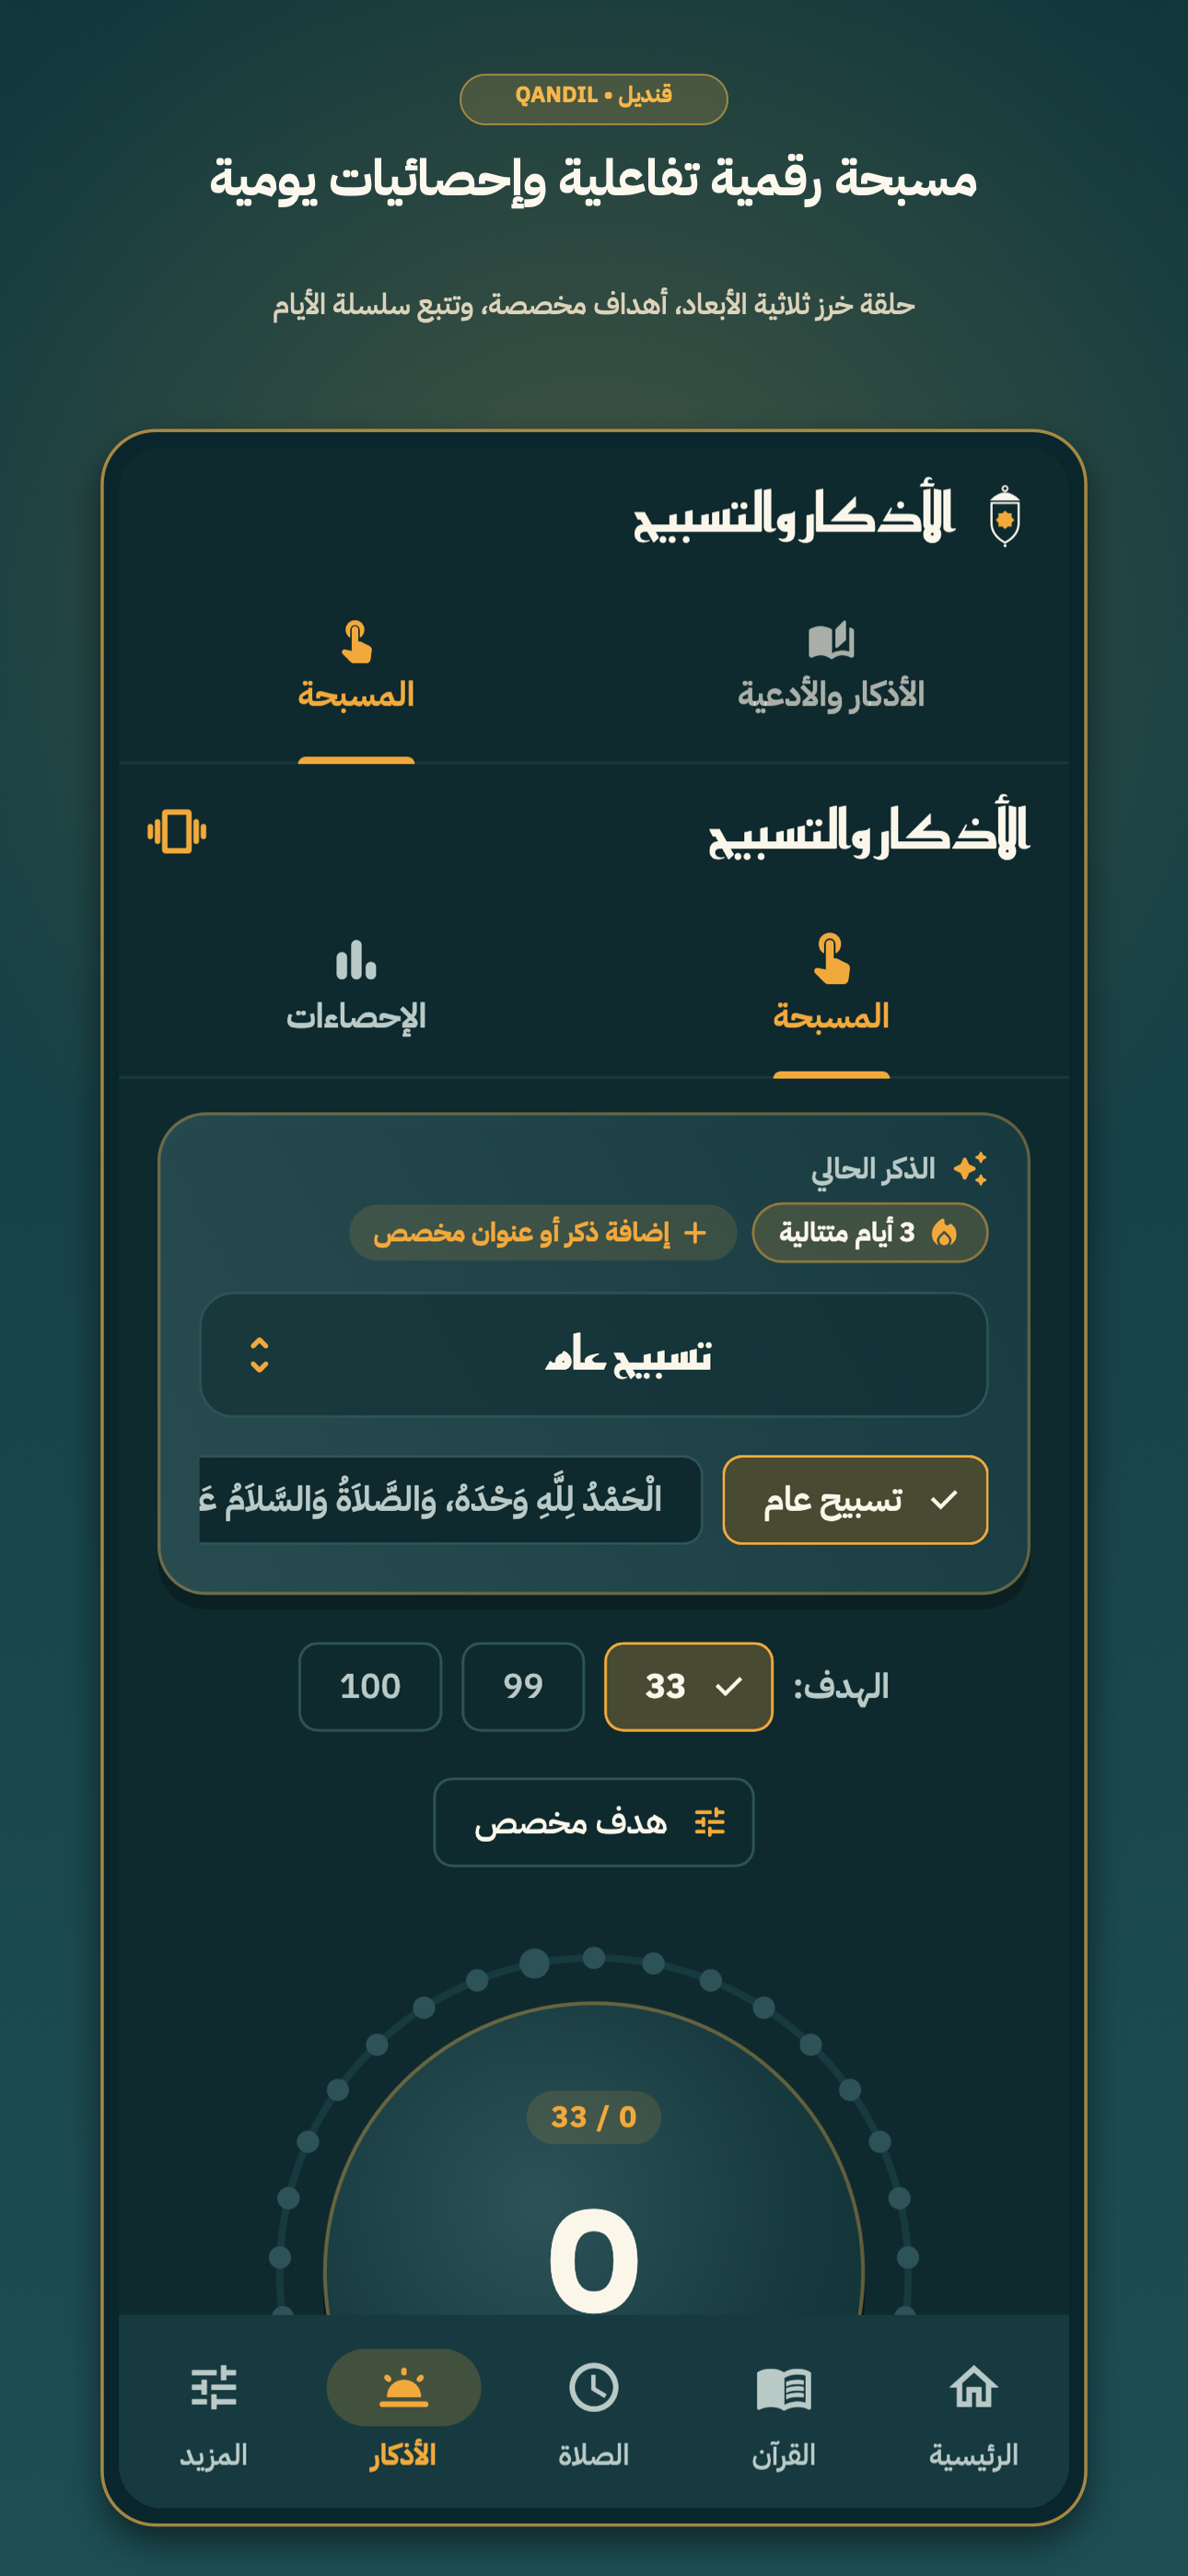 قنديل • QANDIL
مسبحة رقمية تفاعلية وإحصائيات يومية
حلقة خرز ثلاثية الأبعاد، أهداف مخصصة، وتتبع سلسلة الأيام
الأذكار والتسبيح
الأذكار والأدعية
المسبحة
الأذكار والتسبيح
المسبحة
الإحصاءات
الذكر الحالي
3 أيام متتالية
إضافة ذكر أو عنوان مخصص
تسبيح عام
تسبيح عام
الْحَمْدُ لِلَّهِ وَحْدَهُ، وَالصَّلاَةُ وَالسَّلاَمُ عَ
الهدف: 33 99 100
هدف مخصص
33 / 0
0
الرئيسية
القرآن
الصلاة
الأذكار
المزيد